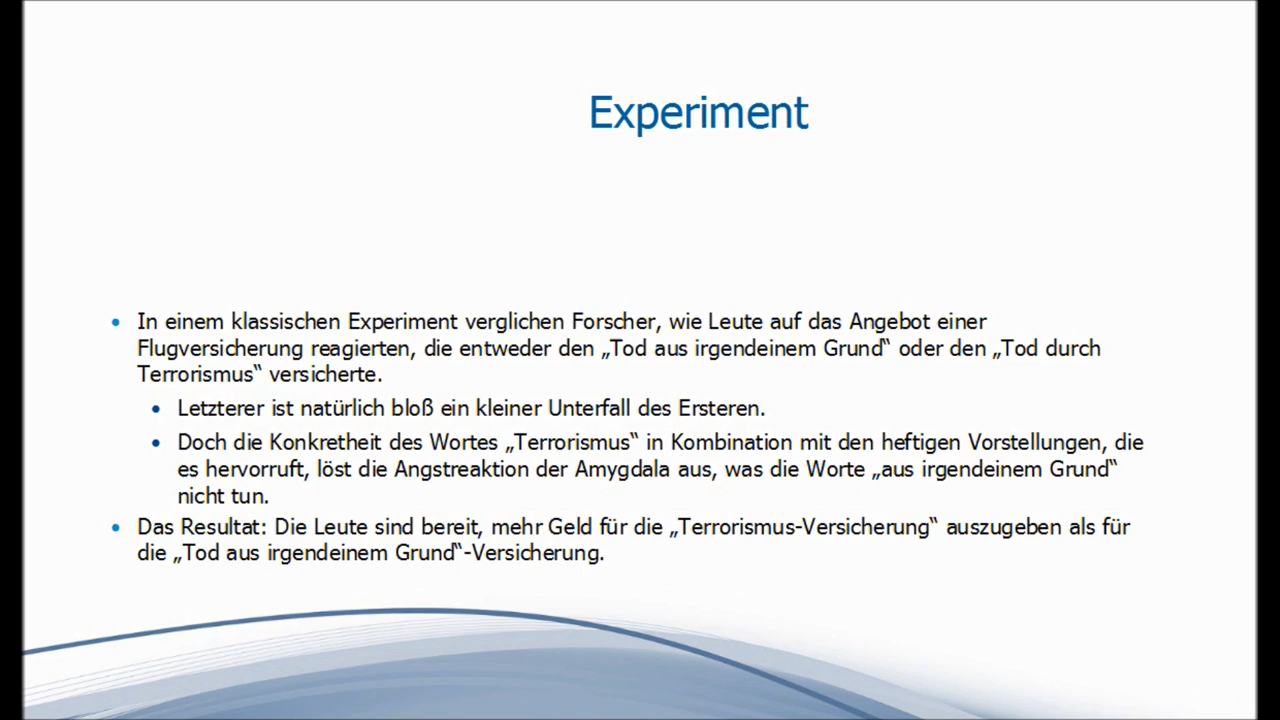 Experiment
• In einem klassischen Experiment verglichen Forscher, wie Leute auf das Angebot einer
Flugversicherung reagierten, die entweder den „Tod aus irgendeinem Grund“ oder den „Tod durch
Terrorismus“ versicherte.
• Letzterer ist natürlich bloß ein kleiner Unterfall des Ersteren.
• Doch die Konkretheit des Wortes „Terrorismus“ in Kombination mit den heftigen Vorstellungen, die
es hervorruft, löst die Angstreaktion der Amygdala aus, was die Worte „aus irgendeinem Grund“
nicht tun.
• Das Resultat: Die Leute sind bereit, mehr Geld für die „Terrorismus-Versicherung“ auszugeben als für
die „Tod aus irgendeinem Grund“-Versicherung.